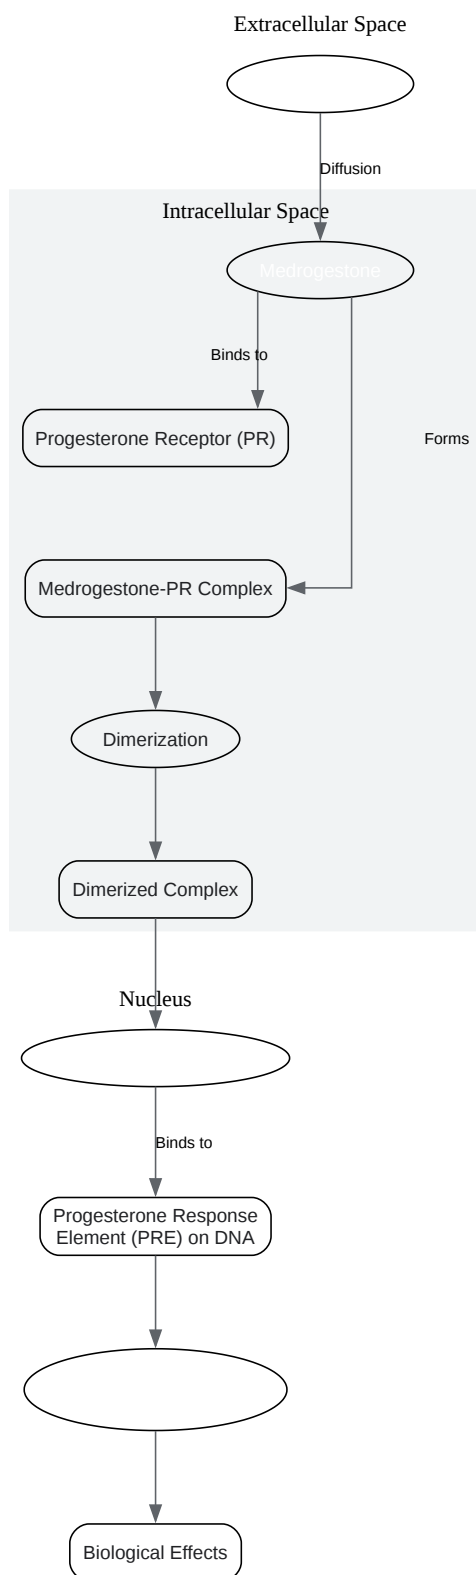 Extracellular Space
Diffusion
Intracellular Space
Medrogestone
Binds to
Progesterone Receptor (PR)
Forms
Medrogestone-PR Complex
Dimerization
Dimerized Complex
Nucleus
Binds to
Progesterone Response
Element (PRE) on DNA
Biological Effects